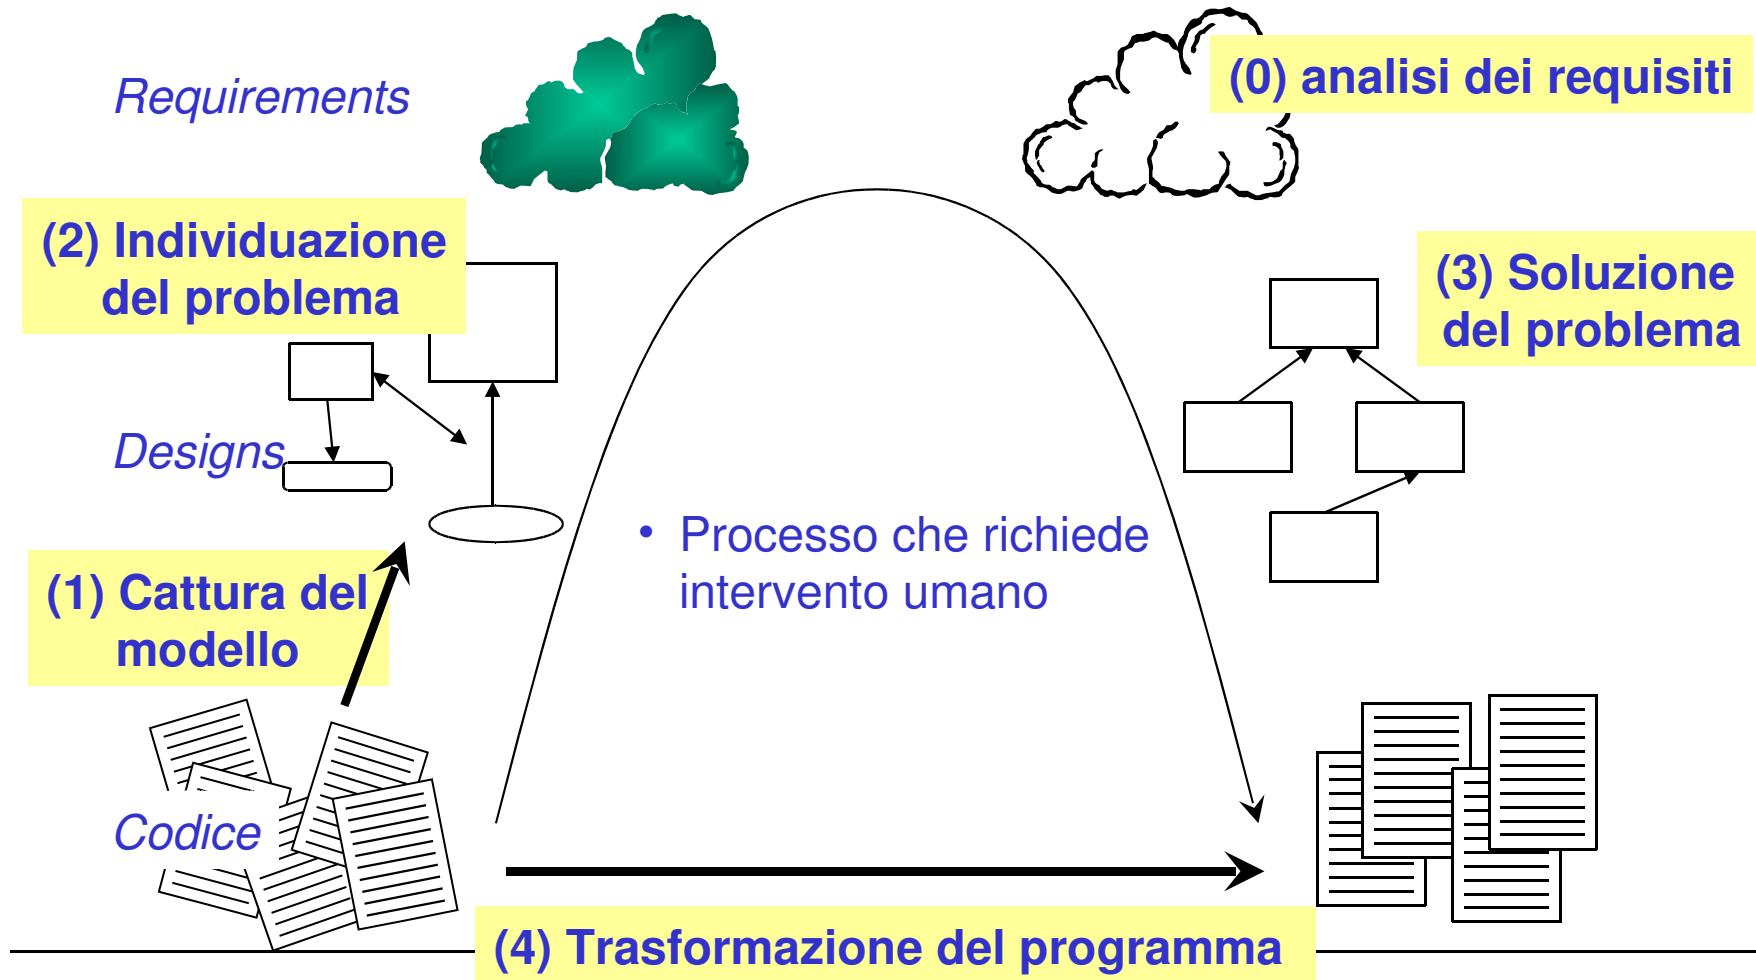 Requirements
(0) analisi dei requisiti
(2) Individuazione
del problema
(3) Soluzione
del problema
Designs
• Processo che richiede
intervento umano
(1) Cattura del
modello
Codice
(4) Trasformazione del programma